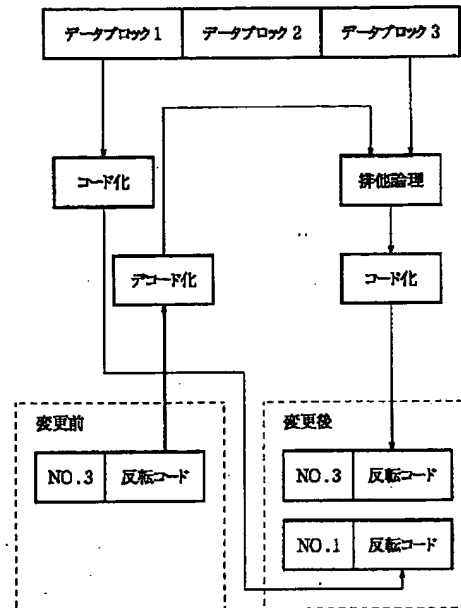 データブロック1 データブロック2 データブロック3
コード化
排他論理
デコード化
コード化
変更前
変更後
NO.3 反転コード
NO.3 反転コード
NO.1 反転コード